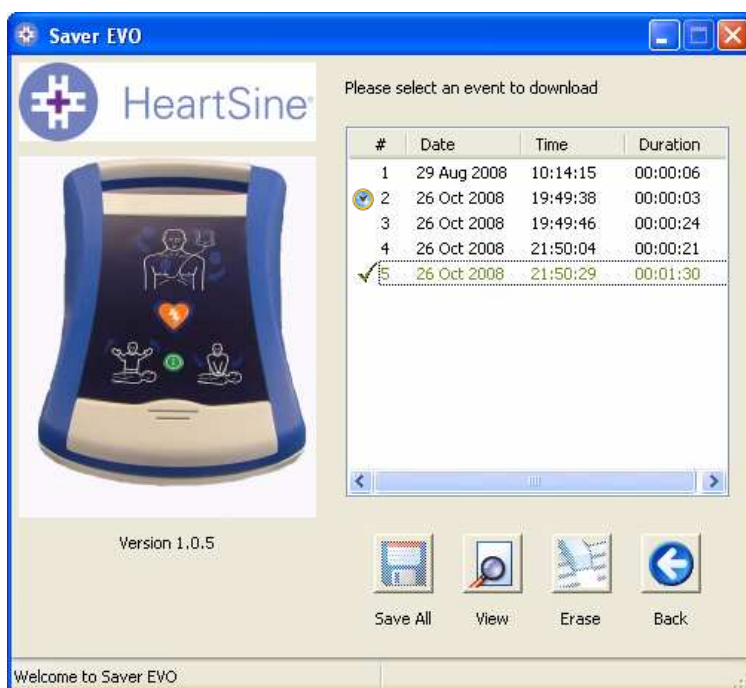 Saver EVO
HeartSine
Please select an event to download
# Date Time Duration
1 29 Aug 2008 10:14:15 00:00:06
2 26 Oct 2008 19:49:38 00:00:03
3 26 Oct 2008 19:49:46 00:00:24
4 26 Oct 2008 21:50:04 00:00:21
5 26 Oct 2008 21:50:29 00:01:30
Version 1.0.5
Save All View Erase Back
Welcome to Saver EVO